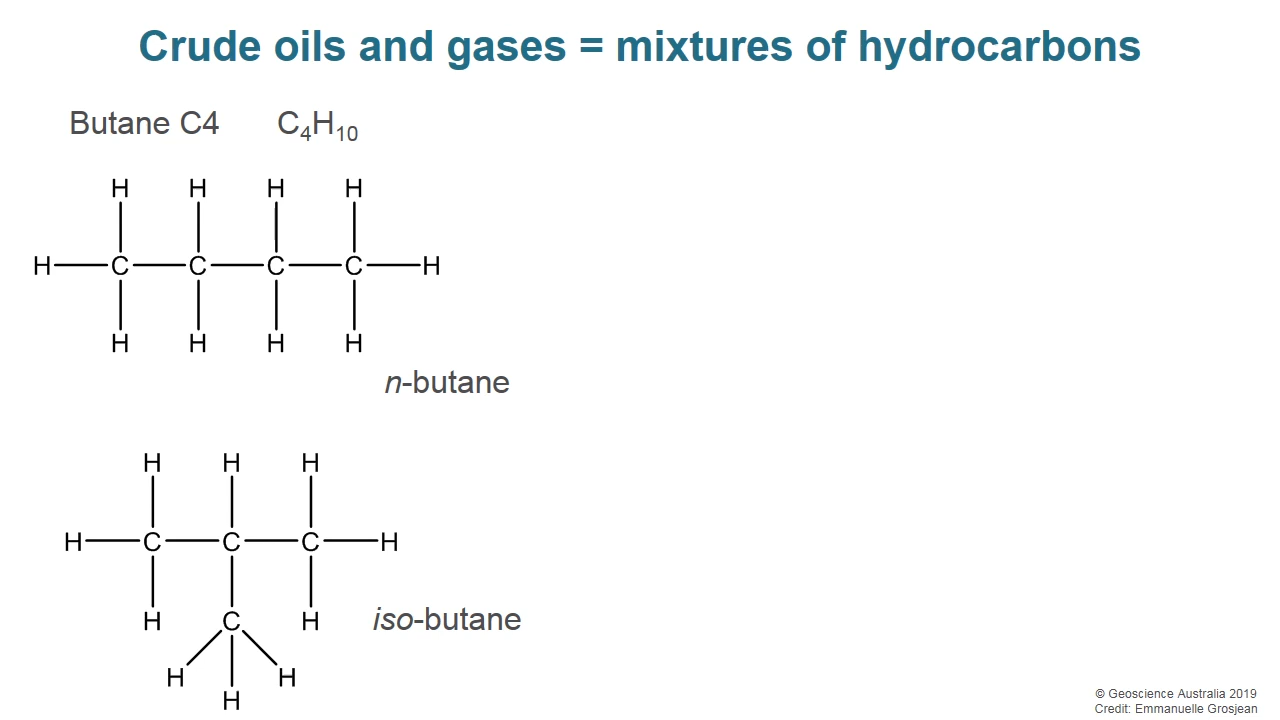 Crude oils and gases = mixtures of hydrocarbons
Butane C4 C₄H₁₀
H H H H
H C C C C H
H H H H
n-butane
H H H
H C C C H
H C H iso-butane
H H
H
© Geoscience Australia 2019
Credit: Emmanuelle Grosjean